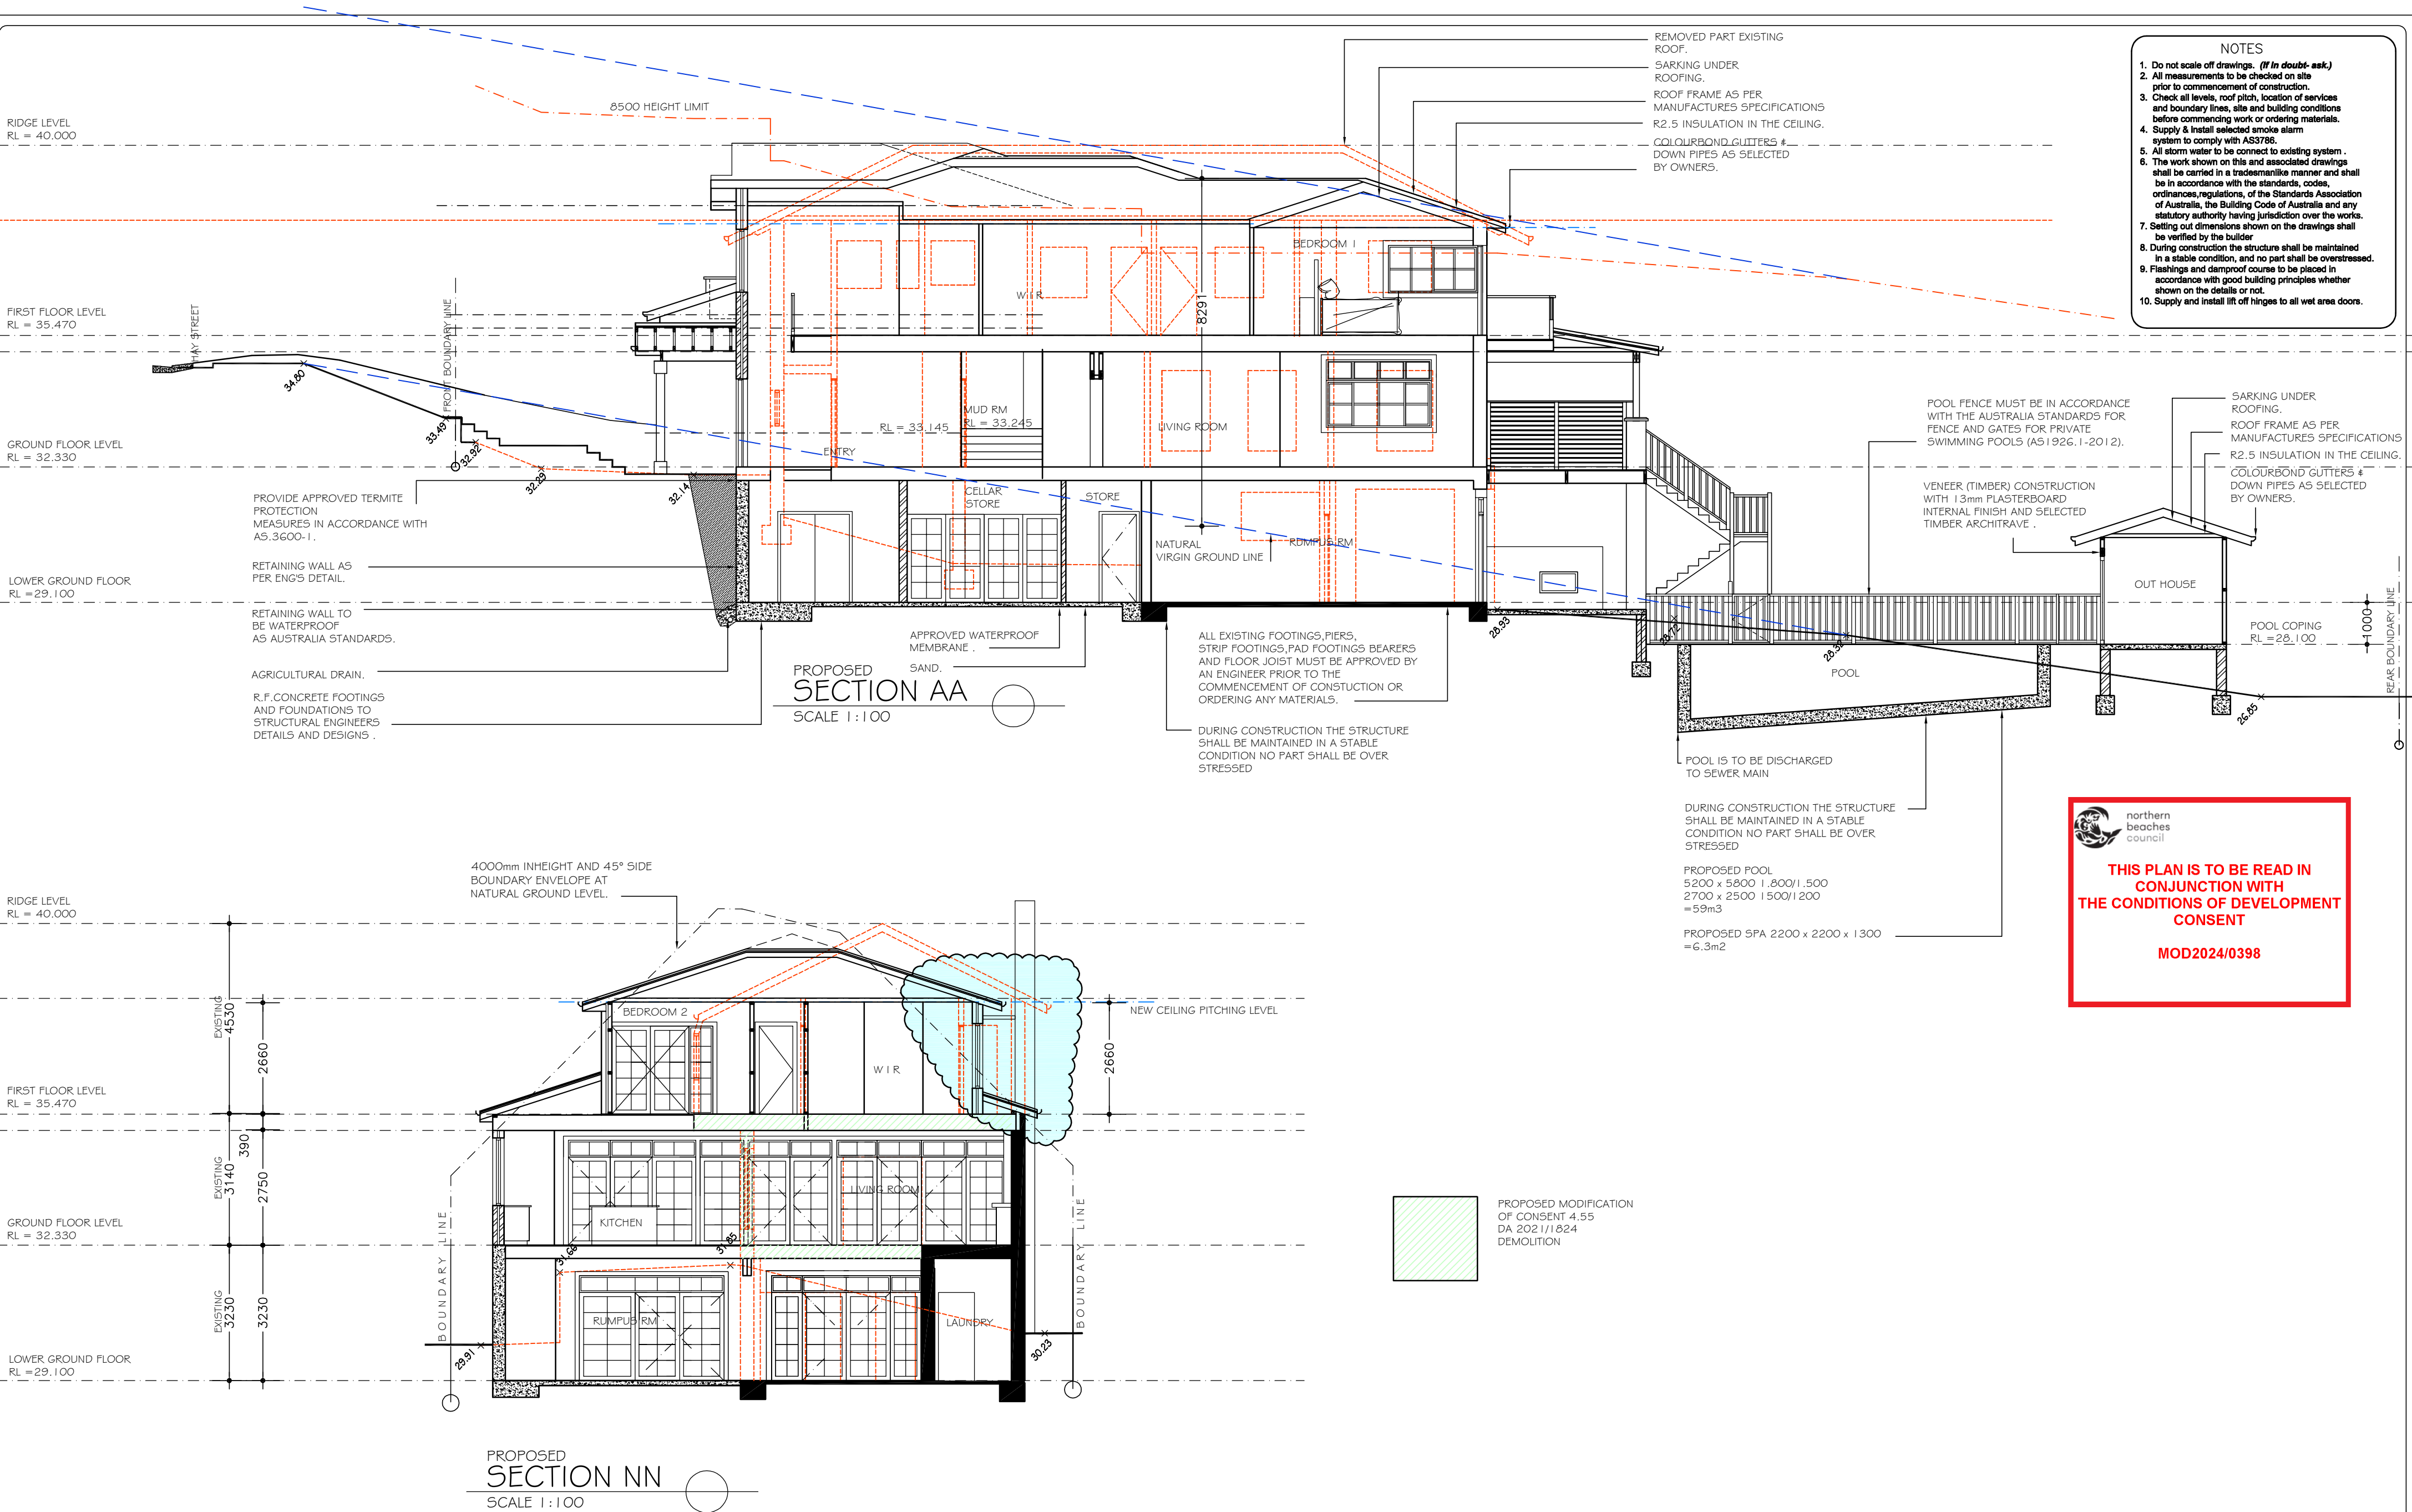 REMOVED PART EXISTING
ROOF.
SARKING UNDER
ROOFING.
ROOF FRAME AS PER
MANUFACTURES SPECIFICATIONS
R2.5 INSULATION IN THE CEILING.
COLOURBOND GUTTERS &
DOWN PIPES AS SELECTED
BY OWNERS.
NOTES
1. Do not scale off drawings. (If in doubt- ask.)
2. All measurements to be checked on site
prior to commencement of construction.
3. Check all levels, roof pitch, location of services
and boundary lines, site and building conditions
before commencing work or ordering materials.
4. Supply & Install selected smoke alarm
system to comply with AS3786.
5. All storm water to be connect to existing system .
6. The work shown on this and associated drawings
shall be carried in a tradesmanlike manner and shall
be in accordance with the standards, codes,
ordinances,regulations, of the Standards Association
of Australia, the Building Code of Australia and any
statutory authority having jurisdiction over the works.
7. Setting out dimensions shown on the drawings shall
be verified by the builder
8. During construction the structure shall be maintained
in a stable condition, and no part shall be overstressed.
9. Flashings and damproof course to be placed in
accordance with good building principles whether
shown on the details or not.
10. Supply and install lift off hinges to all wet area doors.
8500 HEIGHT LIMIT
RIDGE LEVEL
RL = 40.000
FIRST FLOOR LEVEL
RL = 35.470
GROUND FLOOR LEVEL
RL = 32.330
LOWER GROUND FLOOR
RL =29.100
HAY STREET
FRONT BOUNDARY LINE
34.80
33.49
32.92
32.29
32.14
BEDROOM 1
WIR
8291
MUD RM
RL = 33.245
RL = 33.145
ENTRY
LIVING ROOM
CELLAR
STORE
STORE
NATURAL
VIRGIN GROUND LINE
RUMPUS RM
28.93
28.72
28.32
26.85
PROVIDE APPROVED TERMITE
PROTECTION
MEASURES IN ACCORDANCE WITH
AS.3600-1.
RETAINING WALL AS
PER ENG'S DETAIL.
RETAINING WALL TO
BE WATERPROOF
AS AUSTRALIA STANDARDS.
AGRICULTURAL DRAIN.
R.F.CONCRETE FOOTINGS
AND FOUNDATIONS TO
STRUCTURAL ENGINEERS
DETAILS AND DESIGNS .
APPROVED WATERPROOF
MEMBRANE .
SAND.
PROPOSED
SECTION AA
SCALE 1:100
ALL EXISTING FOOTINGS,PIERS,
STRIP FOOTINGS,PAD FOOTINGS BEARERS
AND FLOOR JOIST MUST BE APPROVED BY
AN ENGINEER PRIOR TO THE
COMMENCEMENT OF CONSTUCTION OR
ORDERING ANY MATERIALS.
DURING CONSTRUCTION THE STRUCTURE
SHALL BE MAINTAINED IN A STABLE
CONDITION NO PART SHALL BE OVER
STRESSED
POOL FENCE MUST BE IN ACCORDANCE
WITH THE AUSTRALIA STANDARDS FOR
FENCE AND GATES FOR PRIVATE
SWIMMING POOLS (AS1926.1-2012).
VENEER (TIMBER) CONSTRUCTION
WITH 13mm PLASTERBOARD
INTERNAL FINISH AND SELECTED
TIMBER ARCHITRAVE .
SARKING UNDER
ROOFING.
ROOF FRAME AS PER
MANUFACTURES SPECIFICATIONS
R2.5 INSULATION IN THE CEILING.
COLOURBOND GUTTERS &
DOWN PIPES AS SELECTED
BY OWNERS.
OUT HOUSE
POOL COPING
RL =28.100
1000
REAR BOUNDARY LINE
POOL
POOL IS TO BE DISCHARGED
TO SEWER MAIN
DURING CONSTRUCTION THE STRUCTURE
SHALL BE MAINTAINED IN A STABLE
CONDITION NO PART SHALL BE OVER
STRESSED
PROPOSED POOL
5200 x 5800 1.800/1.500
2700 x 2500 1500/1200
=59m3
PROPOSED SPA 2200 x 2200 x 1300
=6.3m2
northern
beaches
council
THIS PLAN IS TO BE READ IN
CONJUNCTION WITH
THE CONDITIONS OF DEVELOPMENT
CONSENT
MOD2024/0398
4000mm INHEIGHT AND 45° SIDE
BOUNDARY ENVELOPE AT
NATURAL GROUND LEVEL.
RIDGE LEVEL
RL = 40.000
FIRST FLOOR LEVEL
RL = 35.470
GROUND FLOOR LEVEL
RL = 32.330
LOWER GROUND FLOOR
RL =29.100
EXISTING
4530
2660
390
EXISTING
3140
2750
EXISTING
3230
3230
BEDROOM 2
W I R
NEW CEILING PITCHING LEVEL
2660
LIVING ROOM
KITCHEN
31.66
31.85
RUMPUS RM
LAUNDRY
BOUNDARY LINE
BOUNDARY LINE
29.91
30.23
PROPOSED MODIFICATION
OF CONSENT 4.55
DA 2021/1824
DEMOLITION
PROPOSED
SECTION NN
SCALE 1:100